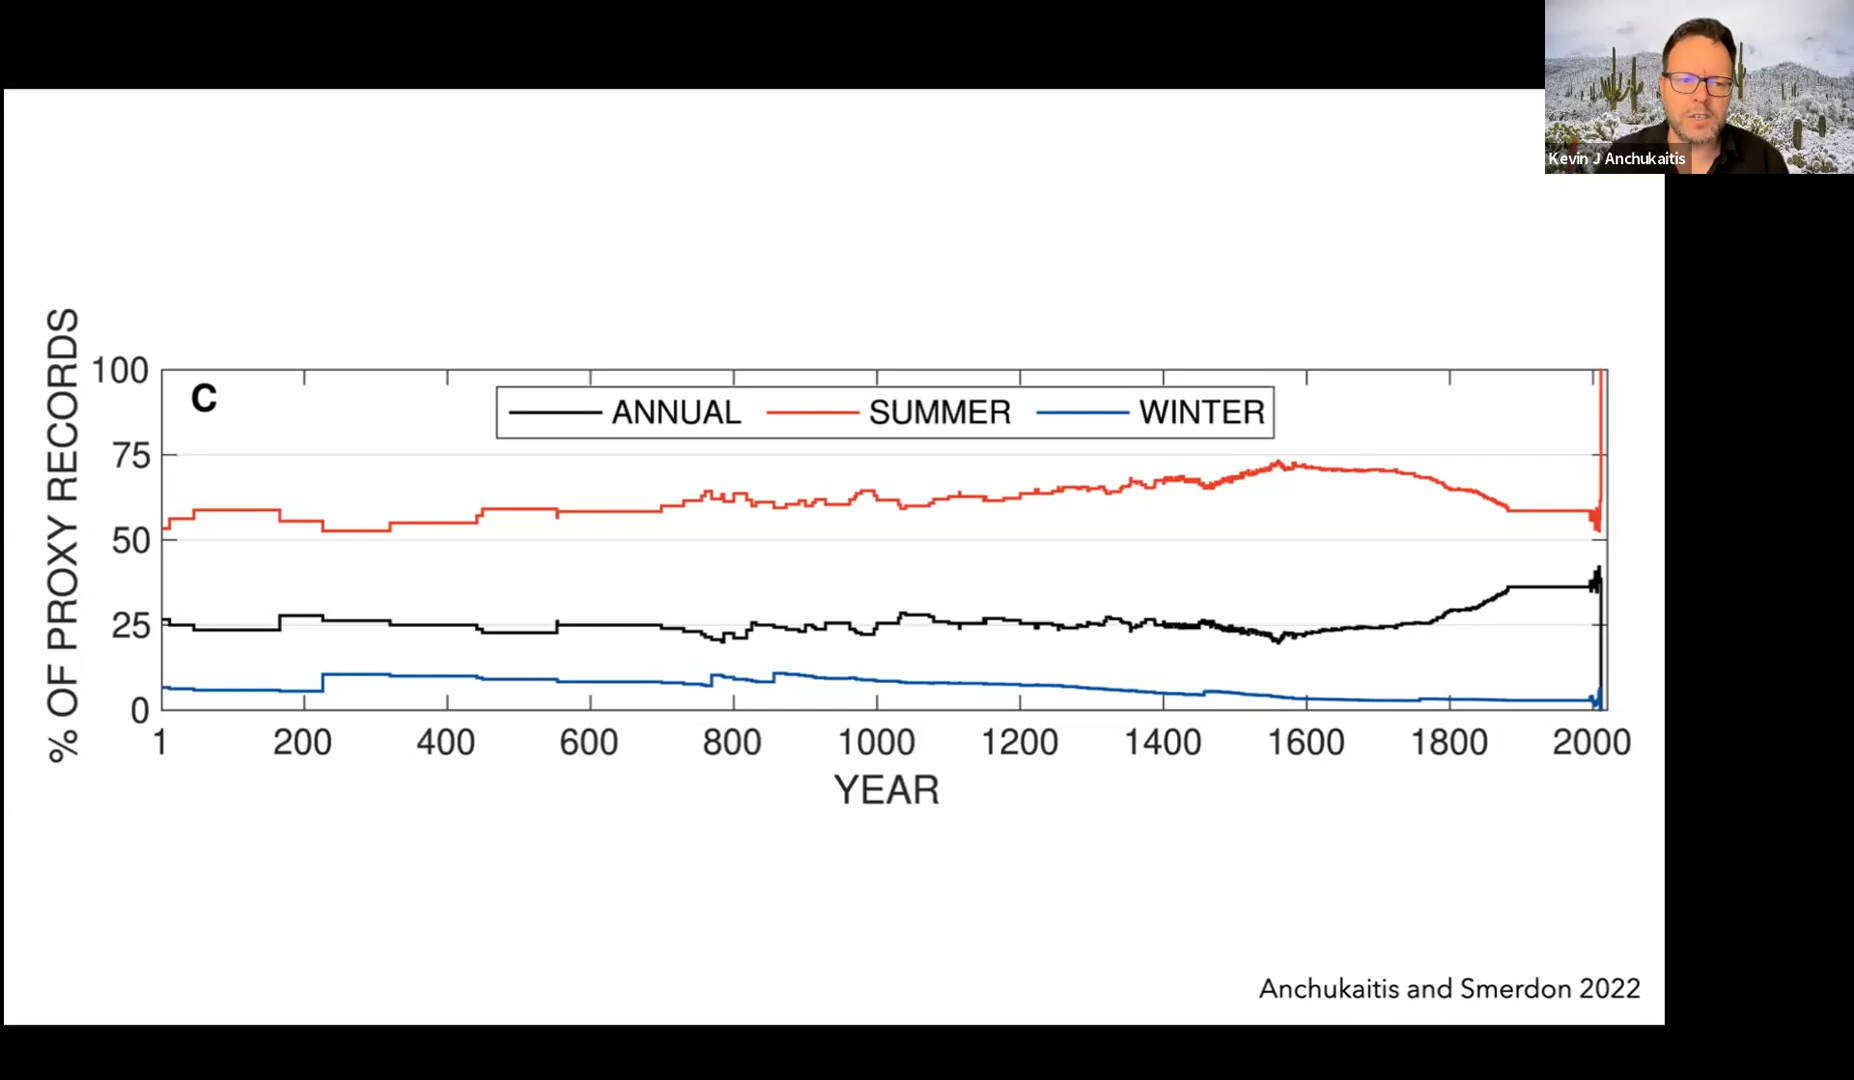 Kevin J Anchukaitis
% OF PROXY RECORDS
100
75
50
25
0
C
ANNUAL SUMMER WINTER
1 200 400 600 800 1000 1200 1400 1600 1800 2000
YEAR
Anchukaitis and Smerdon 2022